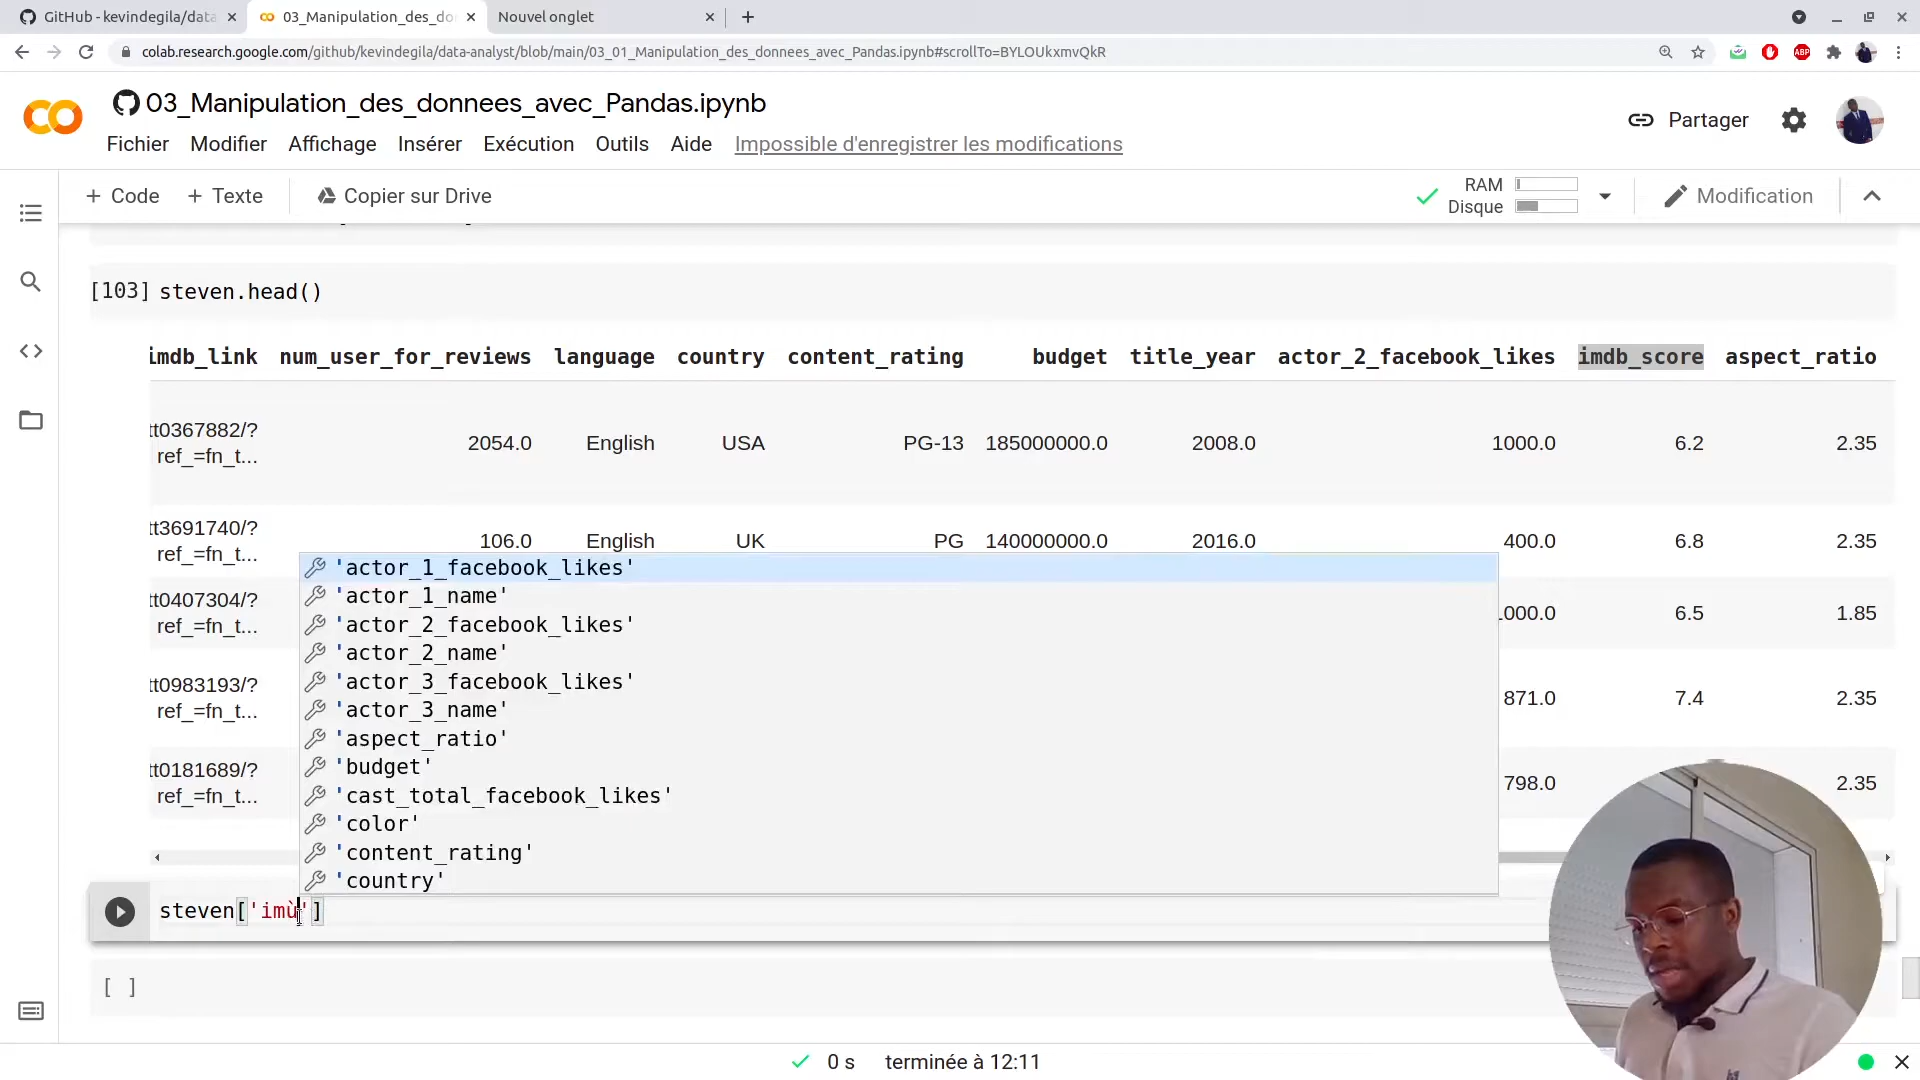 GitHub - kevindegila/data
03_Manipulation_des_do
Nouvel onglet
colab.research.google.com/github/kevindegila/data-analyst/blob/main/03_01_Manipulation_des_donnees_avec_Pandas.ipynb#scrollTo=BYLOUkxmvQkR
ABP
CO
03_Manipulation_des_donnees_avec_Pandas.ipynb
Partager
Fichier Modifier Affichage Insérer Exécution Outils Aide Impossible d'enregistrer les modifications
+ Code + Texte Copier sur Drive
RAM
Disque
Modification
[103] steven.head()
imdb_link num_user_for_reviews language country content_rating budget title_year actor_2_facebook_likes imdb_score aspect_ratio
tt0367882/?
ref_=fn_t... 2054.0 English USA PG-13 185000000.0 2008.0 1000.0 6.2 2.35
tt3691740/?
ref_=fn_t... 106.0 English UK PG 140000000.0 2016.0 400.0 6.8 2.35
tt0407304/?
ref_=fn_t... 000.0 6.5 1.85
tt0983193/?
ref_=fn_t... 871.0 7.4 2.35
tt0181689/?
ref_=fn_t... 798.0 2.35
'actor_1_facebook_likes'
'actor_1_name'
'actor_2_facebook_likes'
'actor_2_name'
'actor_3_facebook_likes'
'actor_3_name'
'aspect_ratio'
'budget'
'cast_total_facebook_likes'
'color'
'content_rating'
'country'
steven['imù']
[ ]
0 s terminée à 12:11